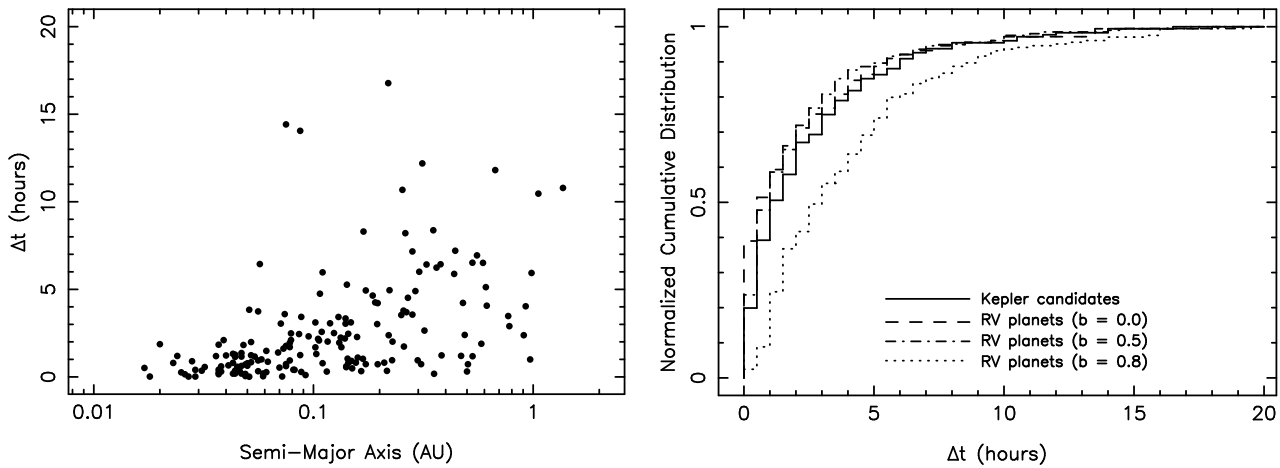 20
15
10
5
0
Δt (hours)
0.01 0.1 1
Semi−Major Axis (AU)
1
0.5
0
Normalized Cumulative Distribution
Kepler candidates
RV planets (b = 0.0)
RV planets (b = 0.5)
RV planets (b = 0.8)
0 5 10 15 20
Δt (hours)